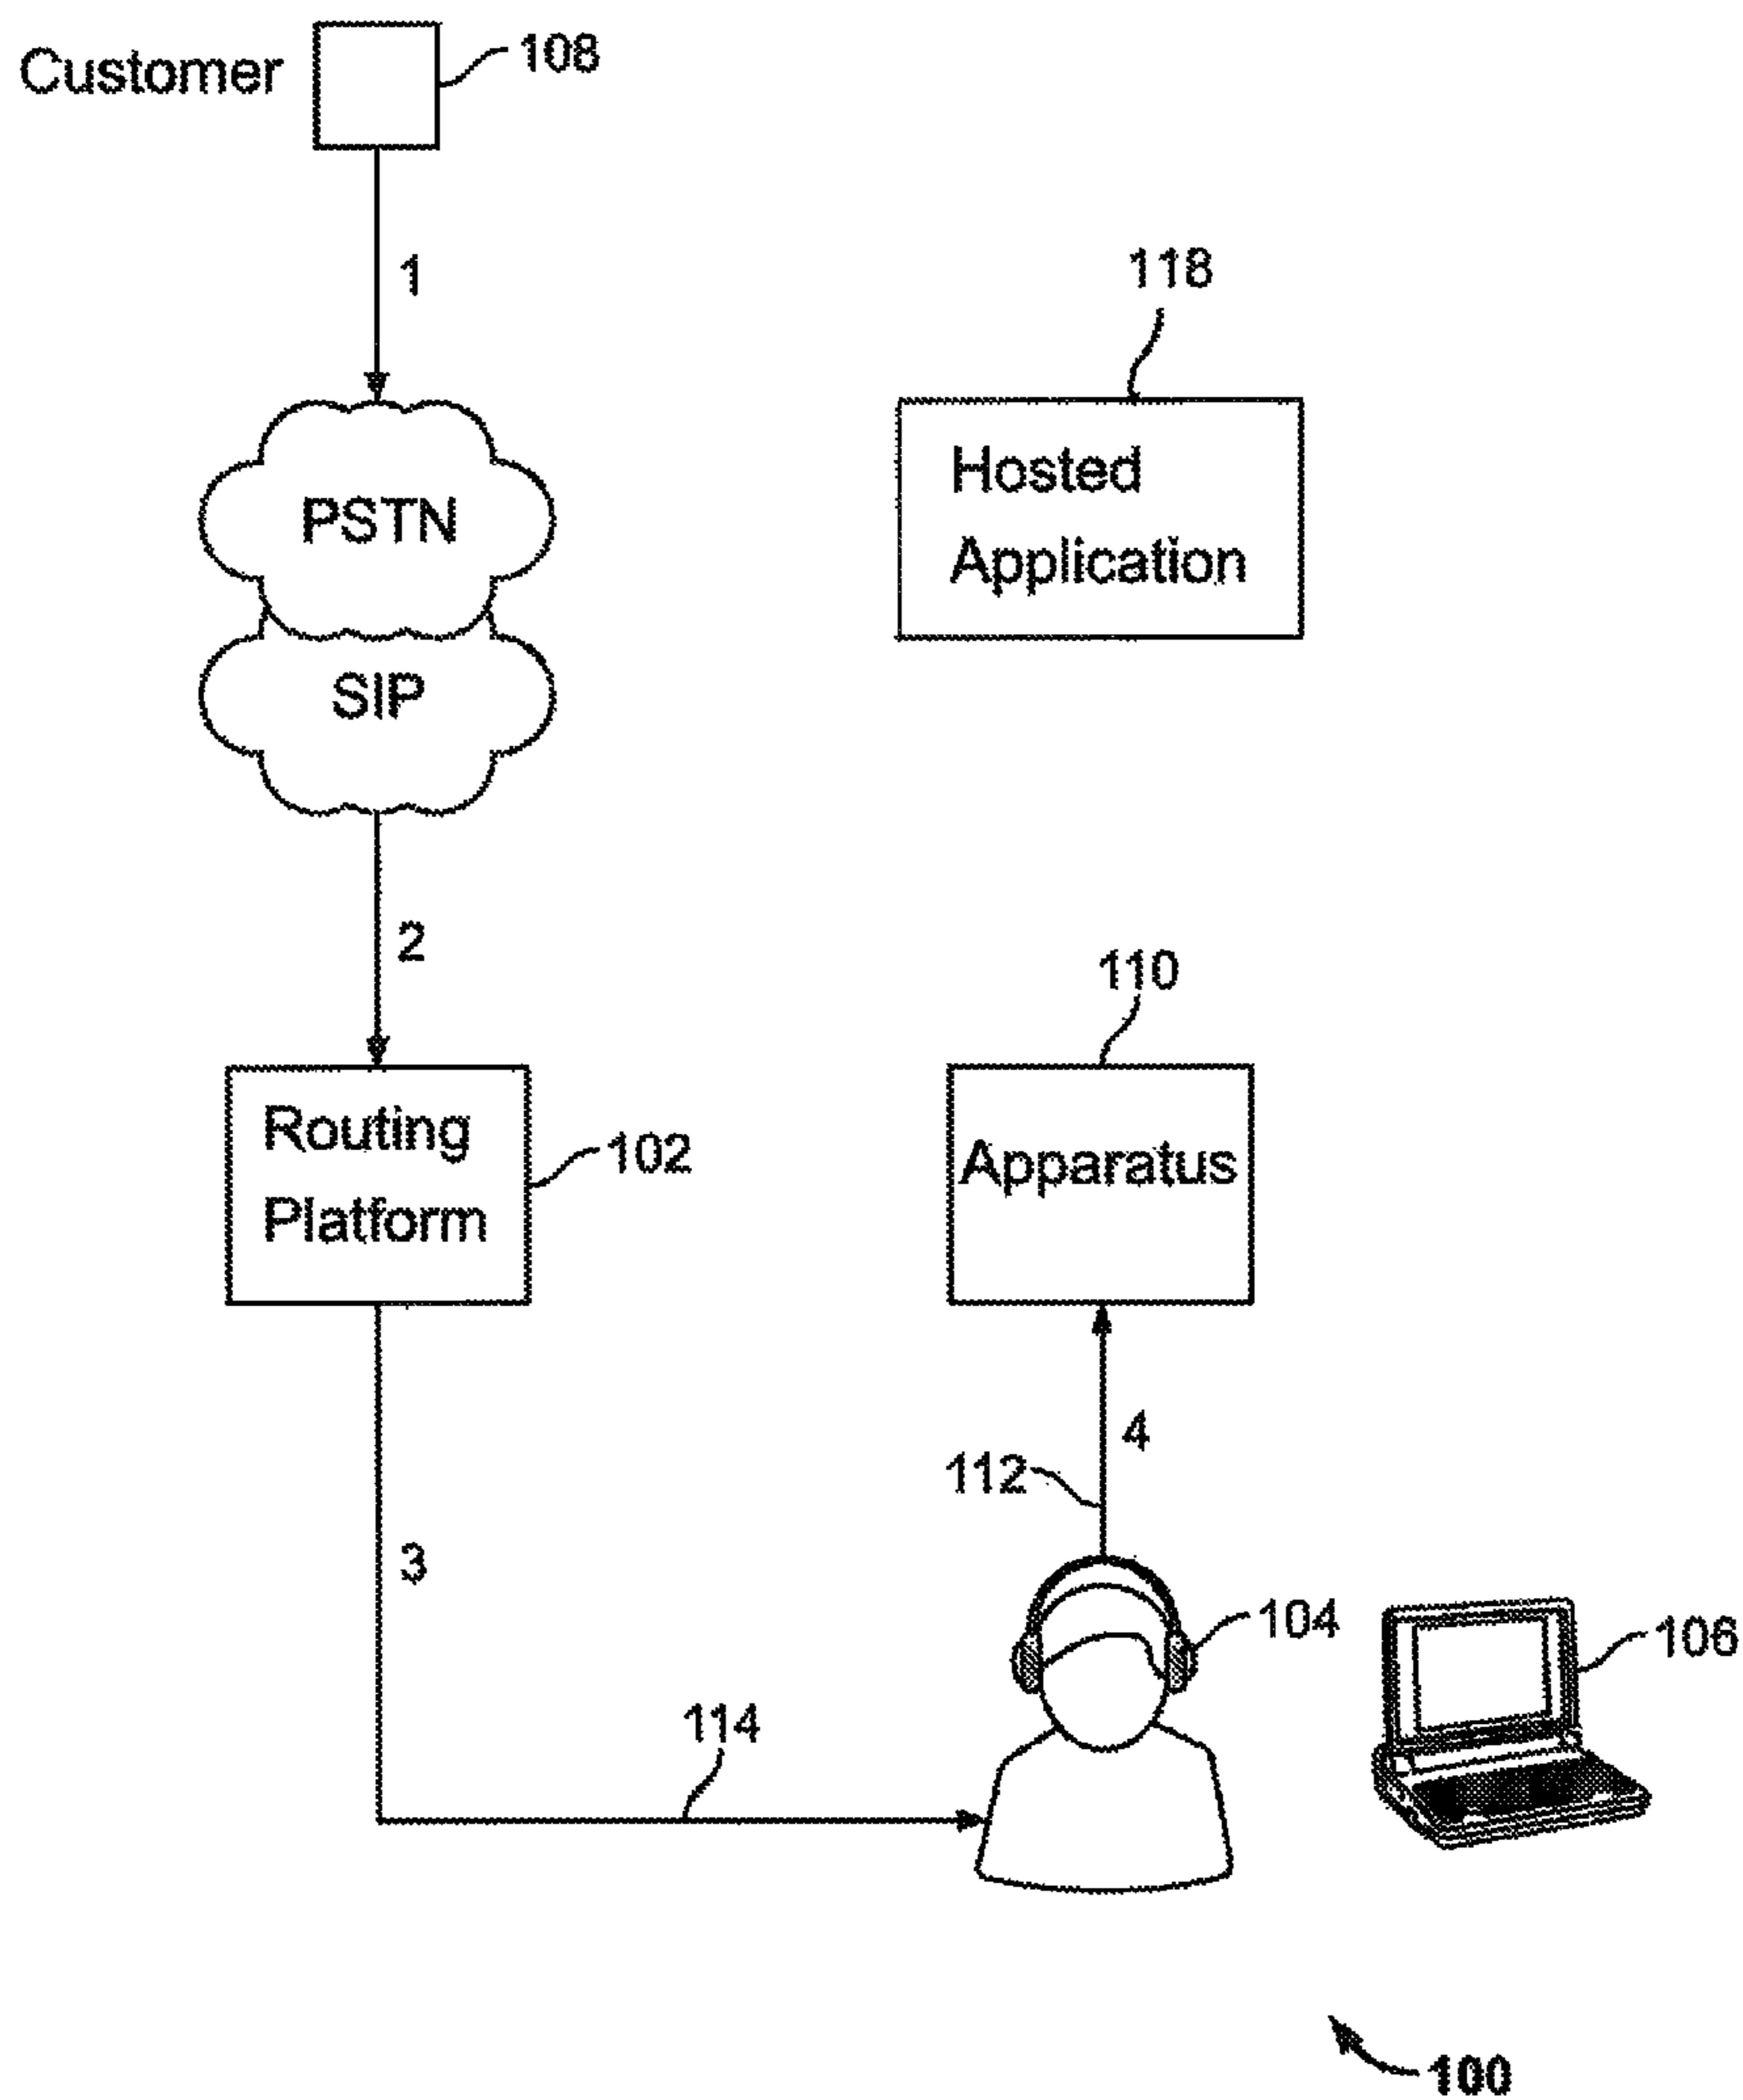 Customer
108
1
118
PSTN
Hosted
Application
SIP
2
110
Routing
Platform
102
Apparatus
4
112
3
104
106
114
100